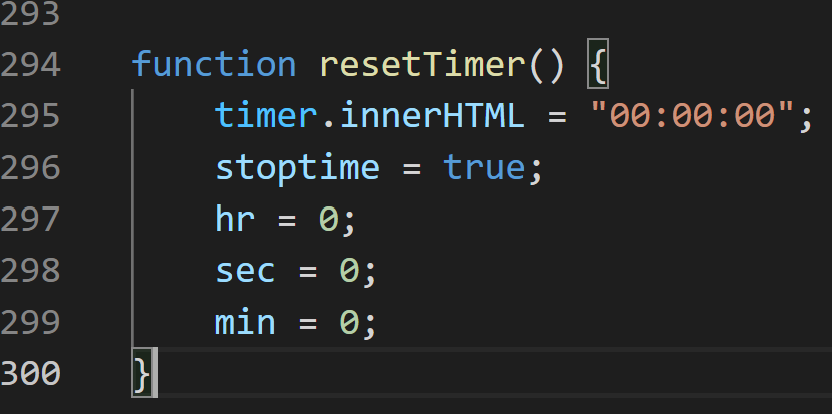 293
294 function resetTimer() {
295 timer.innerHTML = "00:00:00";
296 stoptime = true;
297 hr = 0;
298 sec = 0;
299 min = 0;
300 }